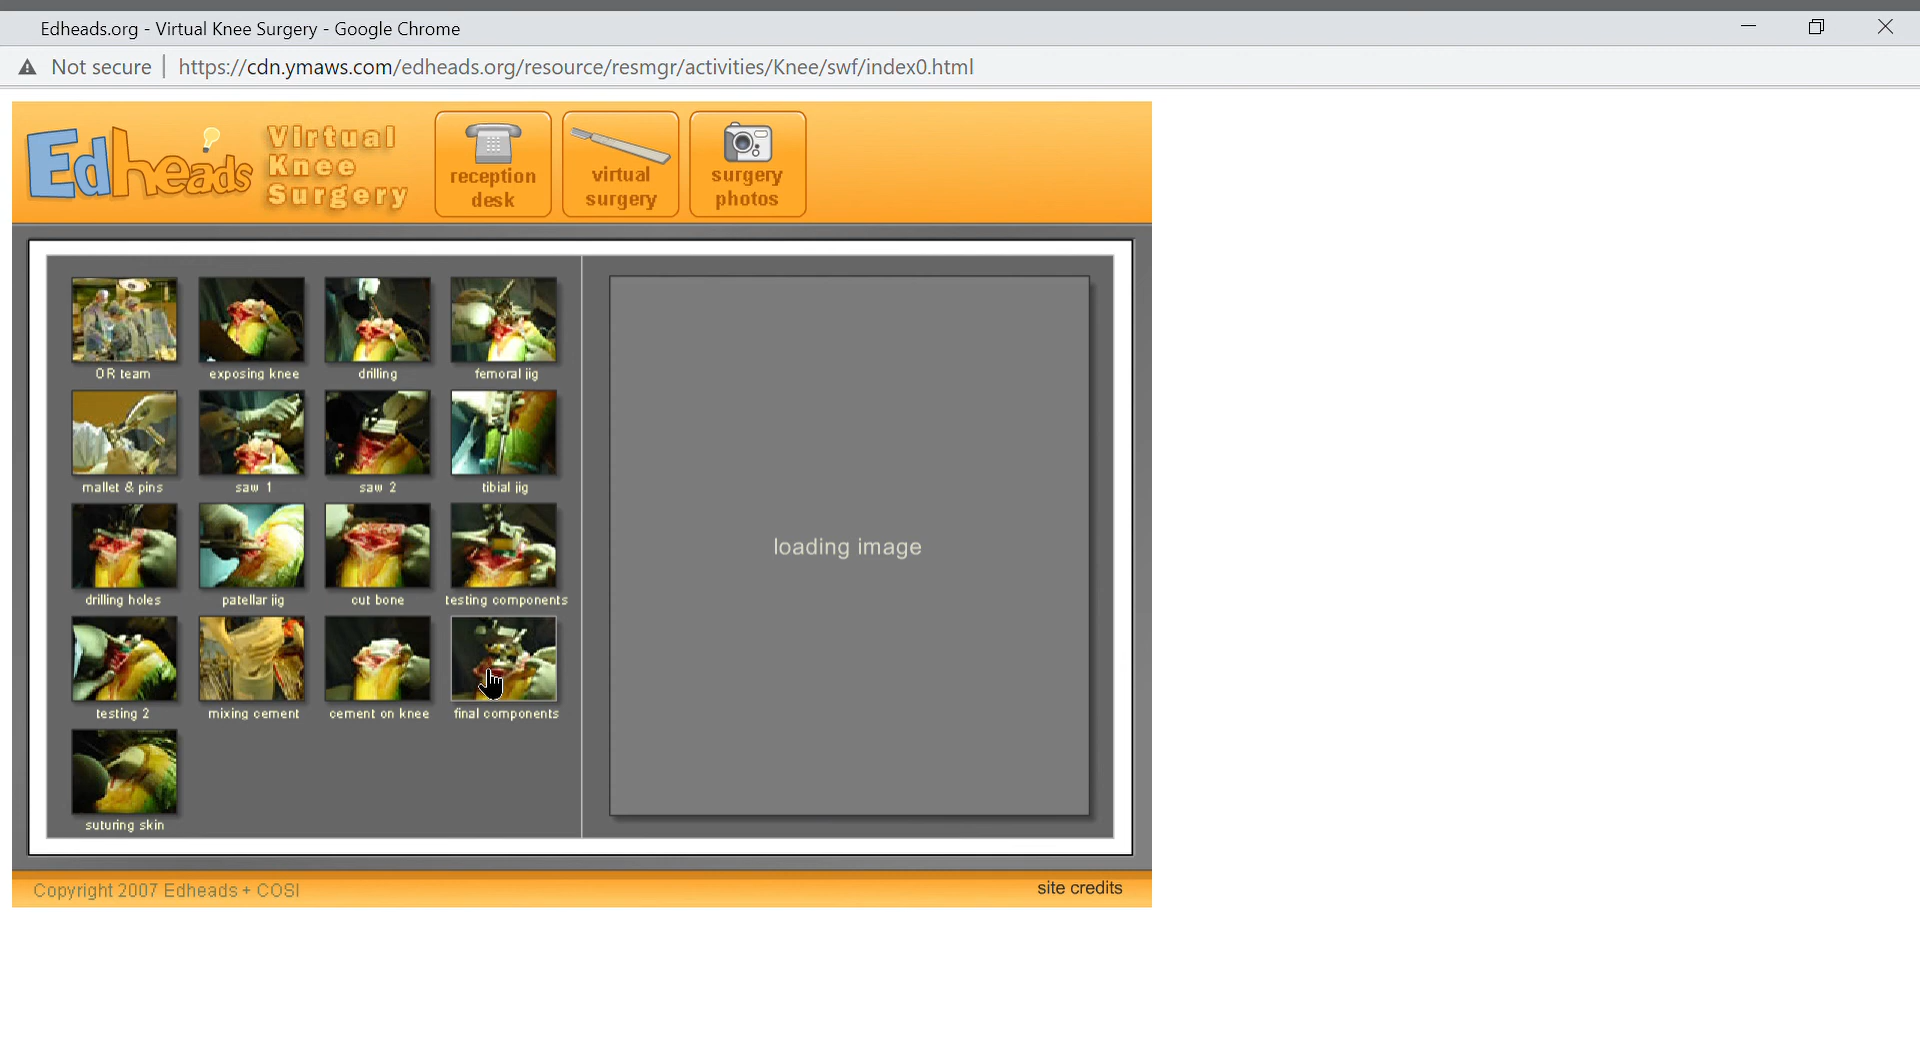 Edheads.org - Virtual Knee Surgery - Google Chrome
Not secure https://cdn.ymaws.com/edheads.org/resource/resmgr/activities/Knee/swf/index0.html
Edheads
Virtual
Knee
Surgery
reception
desk
virtual
surgery
surgery
photos
OR team
exposing knee
drilling
femoral jig
mallet & pins
saw 1
saw 2
tibial jig
drilling holes
patellar jig
cut bone
testing components
testing 2
mixing cement
cement on knee
final components
suturing skin
loading image
Copyright 2007 Edheads + COSI
site credits